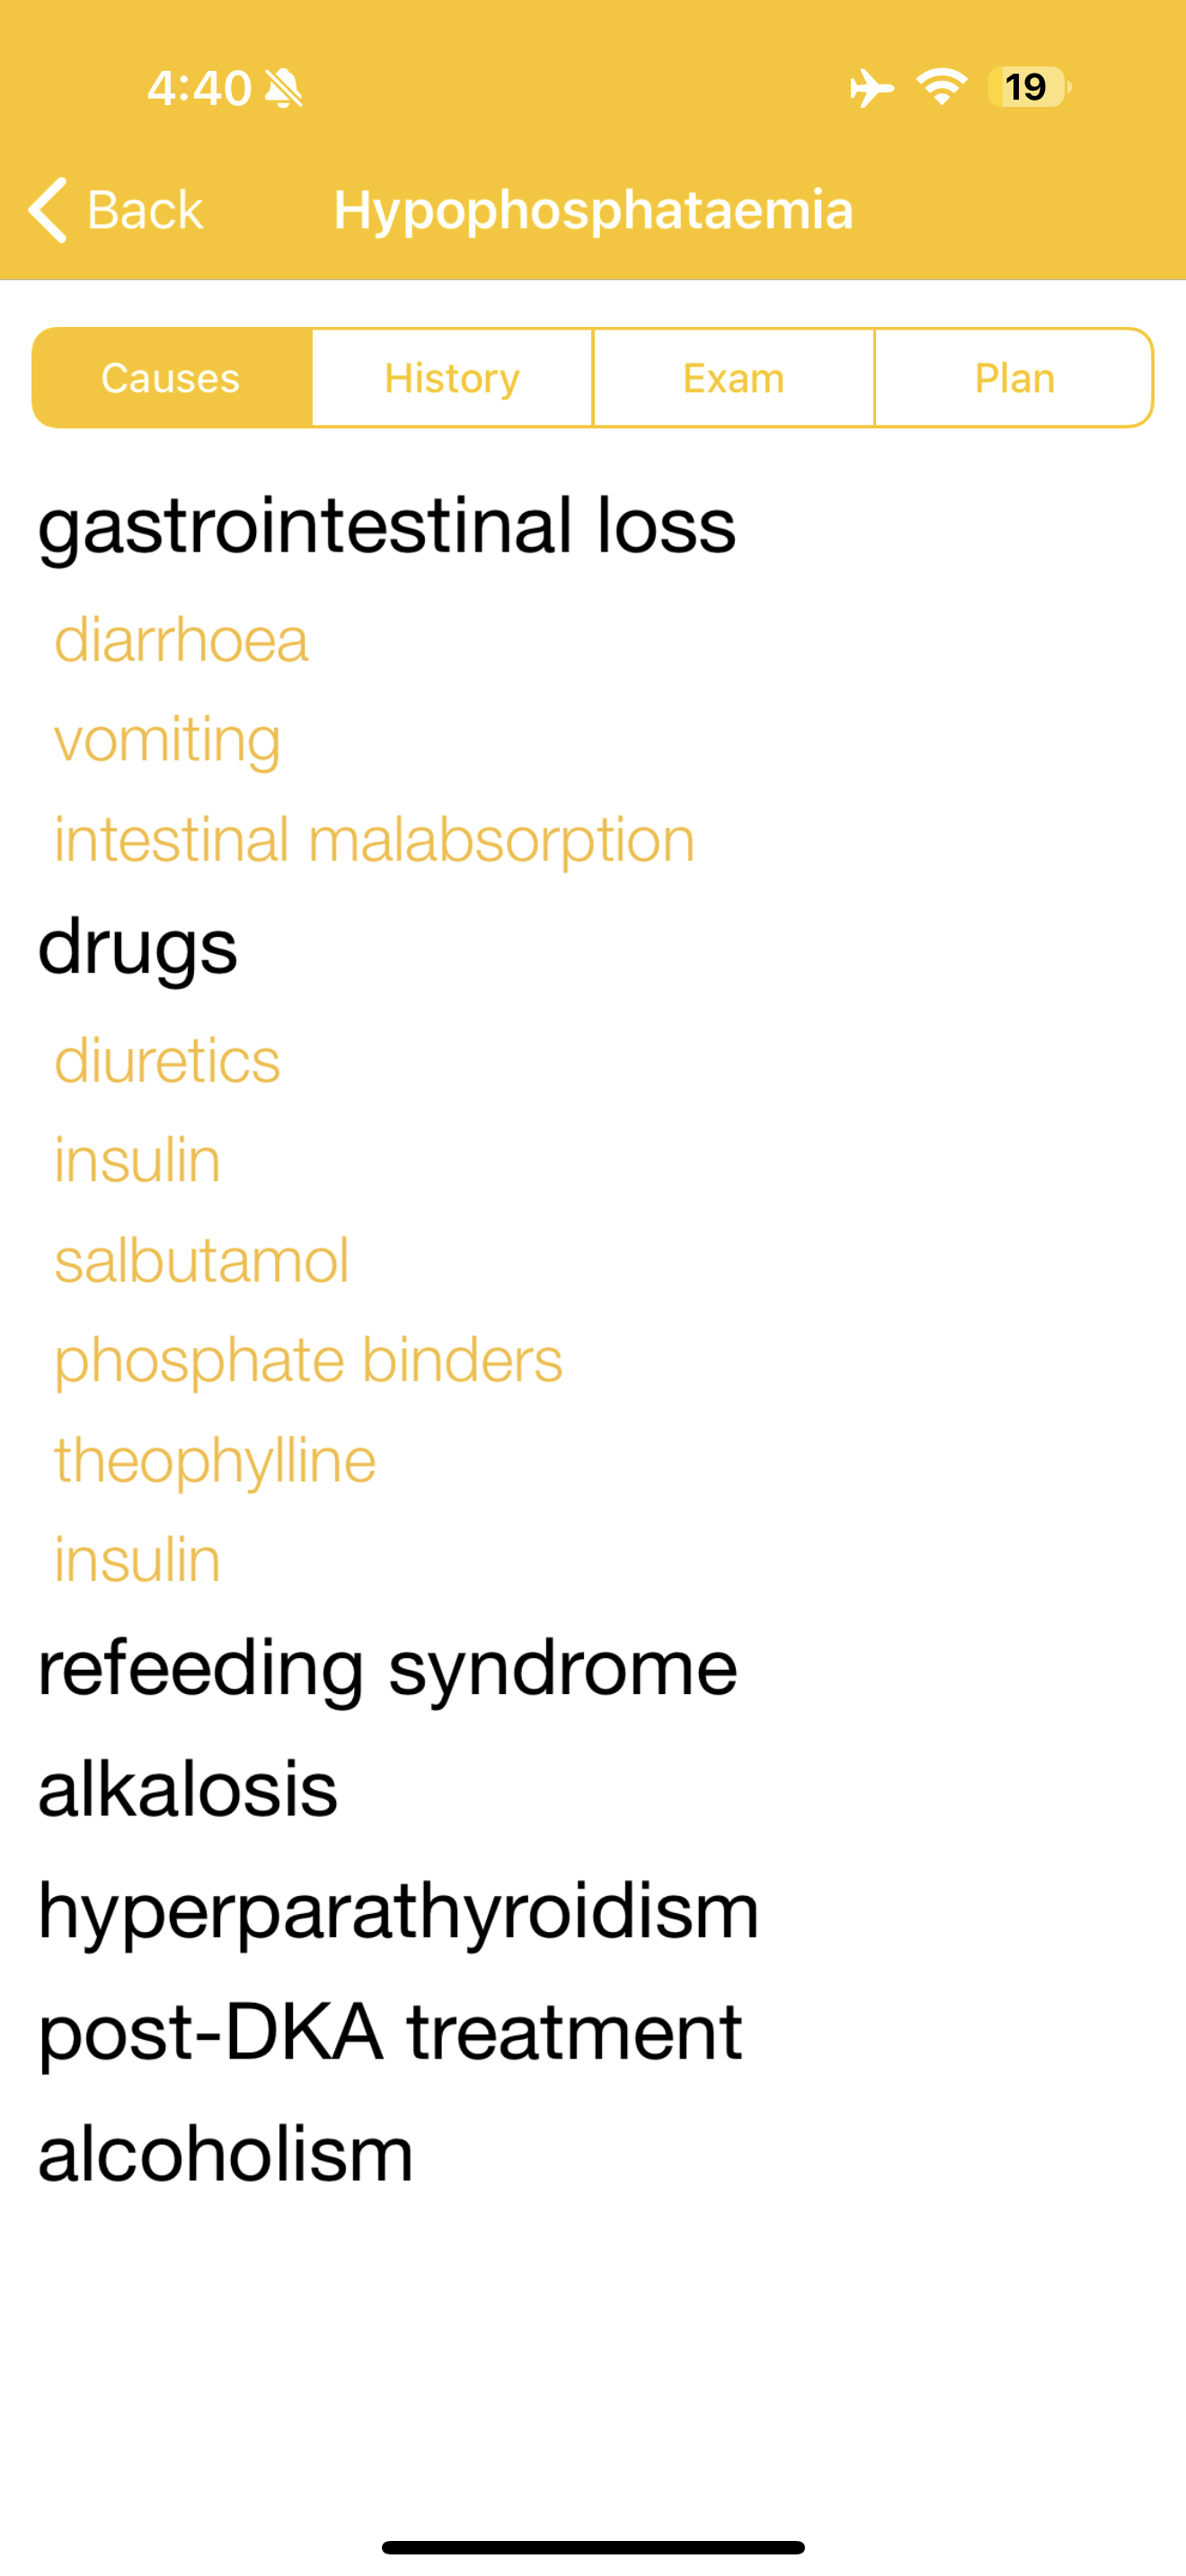 4:40
19
Back
Hypophosphataemia
Causes
History
Exam
Plan
gastrointestinal loss
diarrhoea
vomiting
intestinal malabsorption
drugs
diuretics
insulin
salbutamol
phosphate binders
theophylline
insulin
refeeding syndrome
alkalosis
hyperparathyroidism
post-DKA treatment
alcoholism